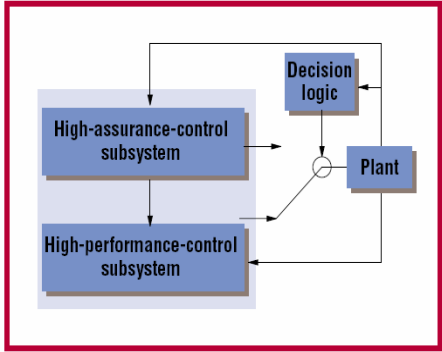 Decision
logic
High-assurance-control
subsystem
Plant
High-performance-control
subsystem